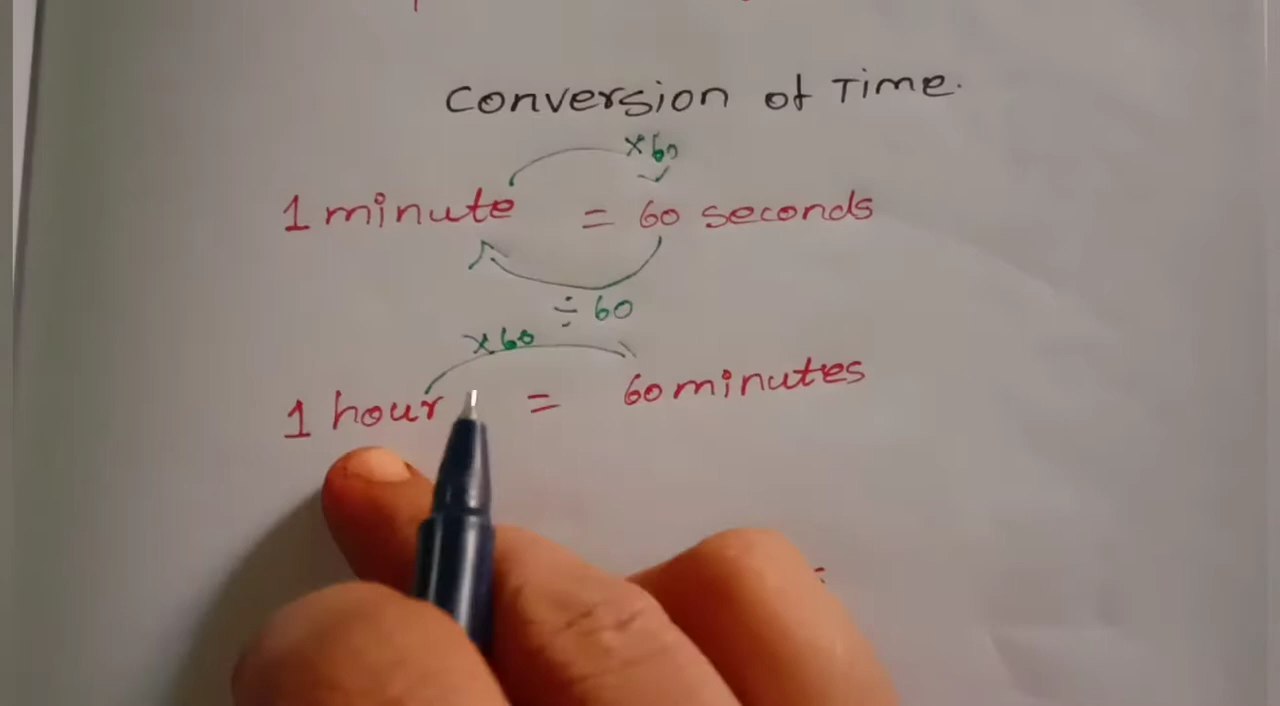 Conversion of Time.
×60
1 minute = 60 seconds
÷ 60
×60
1 hour = 60 minutes